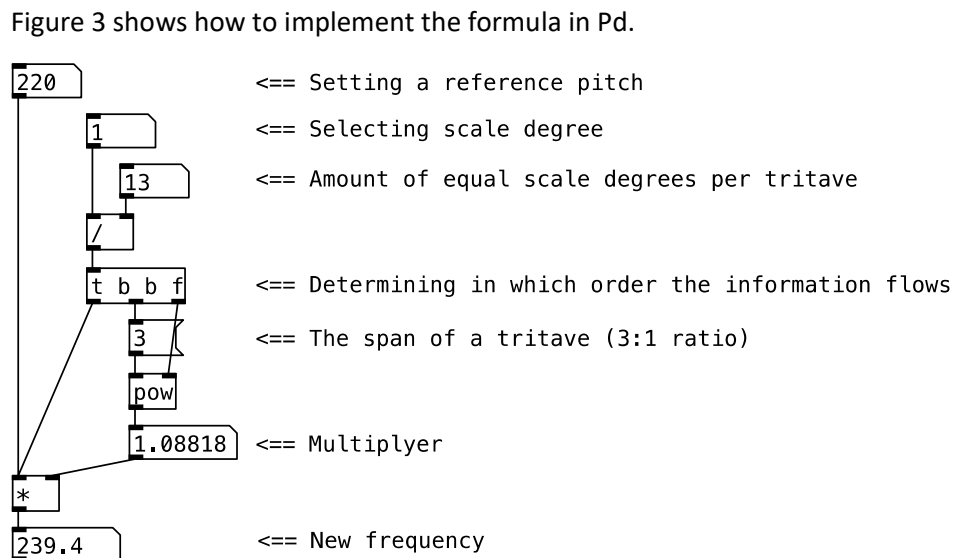 Figure 3 shows how to implement the formula in Pd.
220 <== Setting a reference pitch
1 <== Selecting scale degree
13 <== Amount of equal scale degrees per tritave
/
t b b f <== Determining in which order the information flows
3 <== The span of a tritave (3:1 ratio)
pow
1.08818 <== Multiplyer
*
239.4 <== New frequency